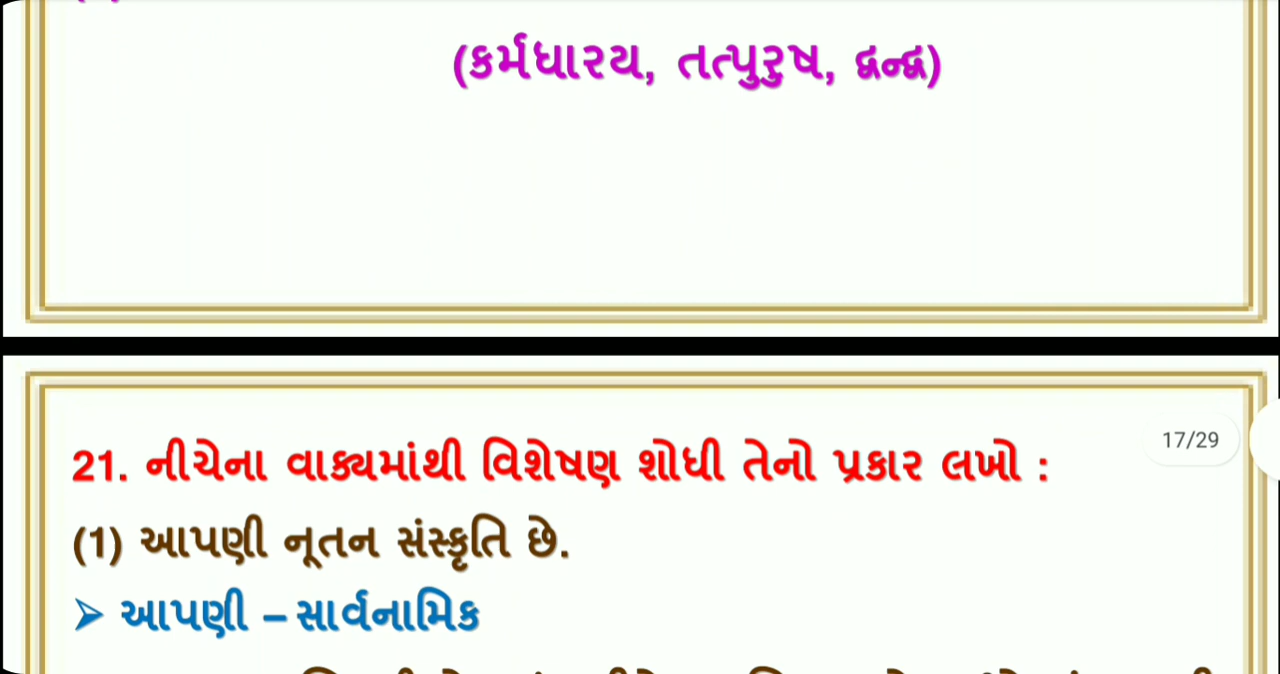 (કર્મધારય, તત્પુરુષ, દ્વન્દ્વ)
17/29
21. નીચેના વાક્યમાંથી વિશેષણ શોધી તેનો પ્રકાર લખો :
(1) આપણી નૂતન સંસ્કૃતિ છે.
➢ આપણી – સાર્વનામિક